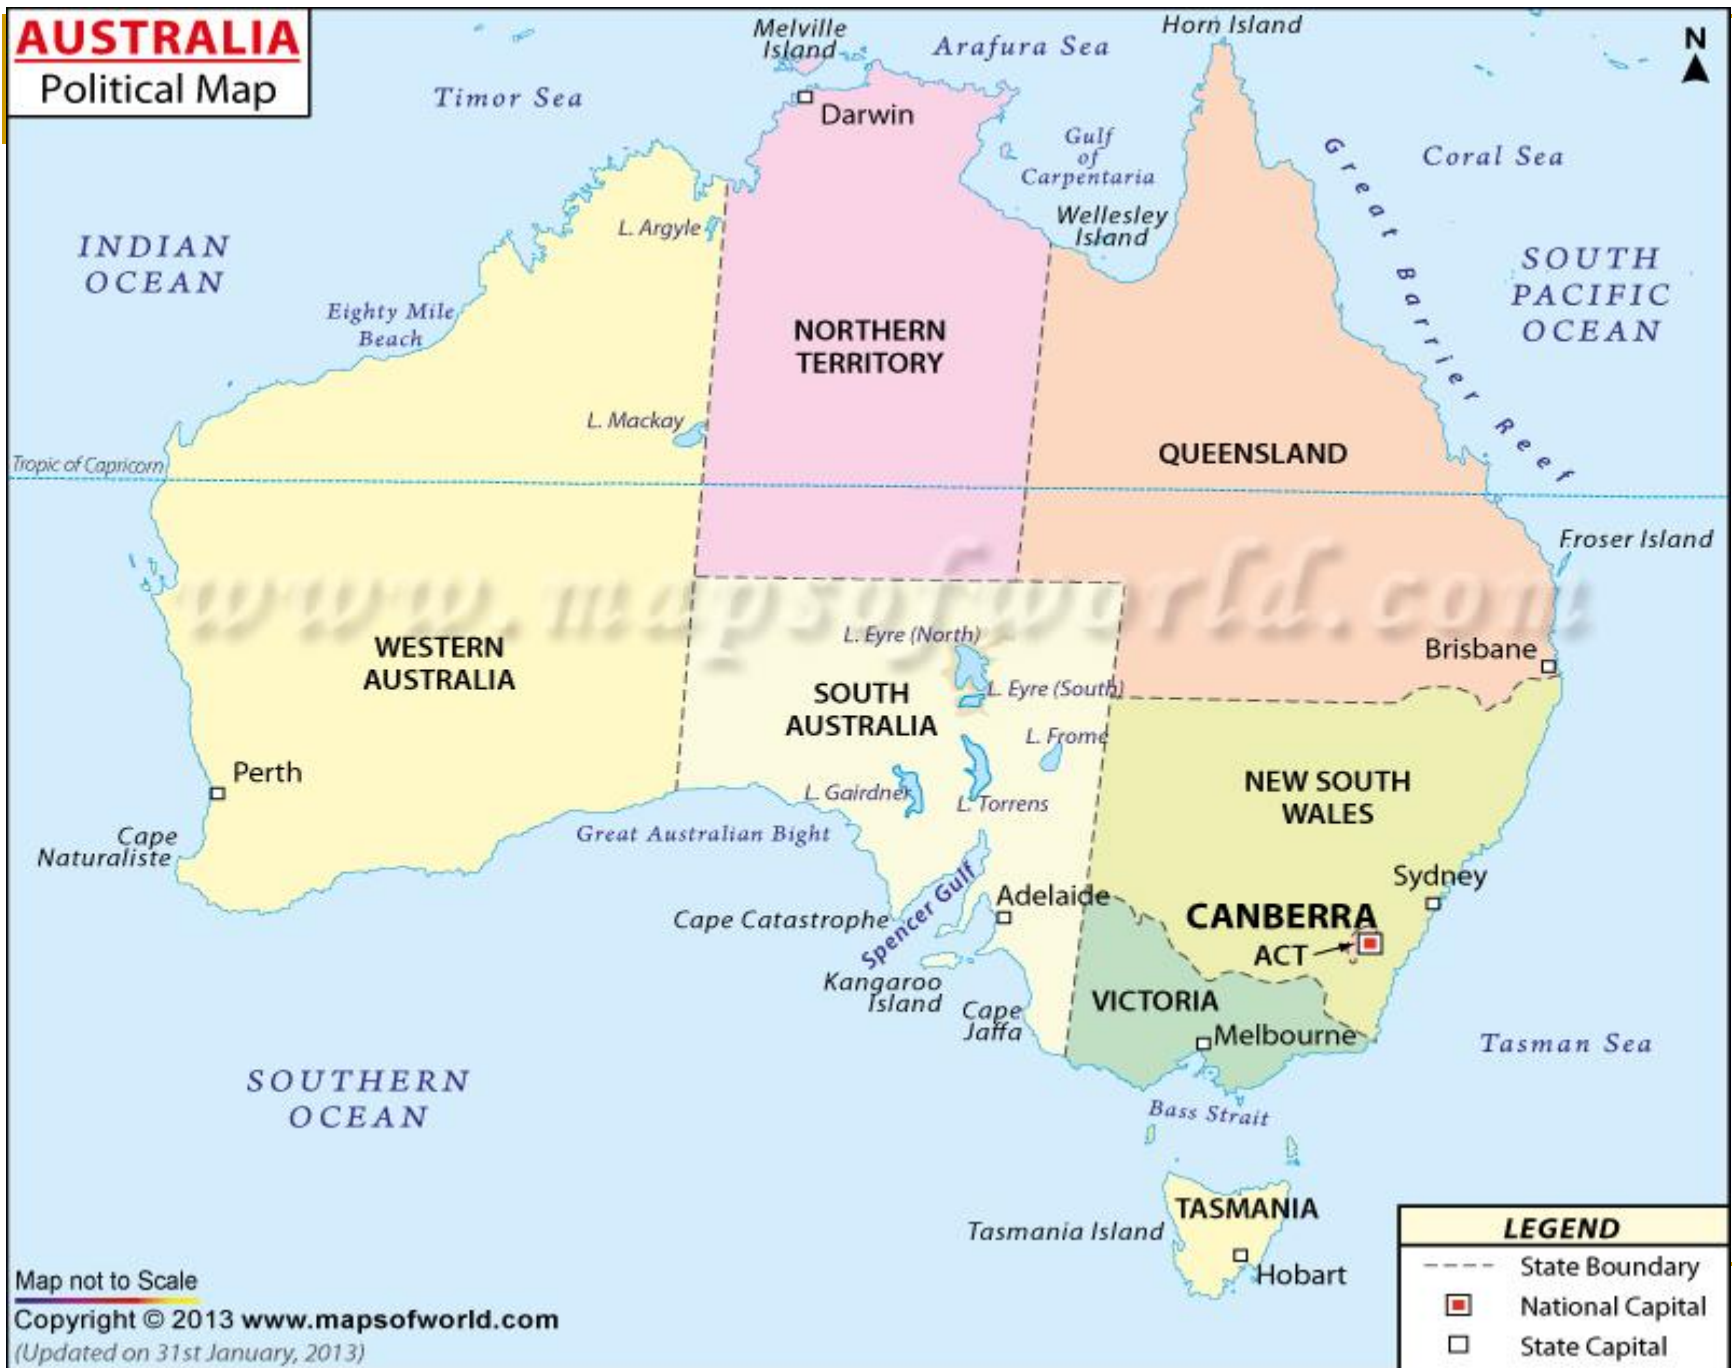 AUSTRALIA
Political Map
N
Melville
Island
Arafura Sea
Horn Island
Timor Sea
Darwin
Gulf
of
Carpentaria
Great Barrier Reef
Coral Sea
Wellesley
Island
L. Argyle
INDIAN
OCEAN
SOUTH
PACIFIC
OCEAN
Eighty Mile
Beach
NORTHERN
TERRITORY
L. Mackay
QUEENSLAND
Tropic of Capricorn
Froser Island
www.mapsofworld.com
WESTERN
AUSTRALIA
L. Eyre (North)
Brisbane
SOUTH
AUSTRALIA
L. Eyre (South)
L. Frome
Perth
L. Gairdner
L. Torrens
NEW SOUTH
WALES
Cape
Naturaliste
Great Australian Bight
Sydney
Adelaide
Cape Catastrophe
Spencer Gulf
CANBERRA
ACT
Kangaroo
Island
Cape
Jaffa
VICTORIA
Melbourne
Tasman Sea
SOUTHERN
OCEAN
Bass Strait
TASMANIA
Tasmania Island
Hobart
LEGEND
State Boundary
National Capital
State Capital
Map not to Scale
Copyright © 2013 www.mapsofworld.com
(Updated on 31st January, 2013)